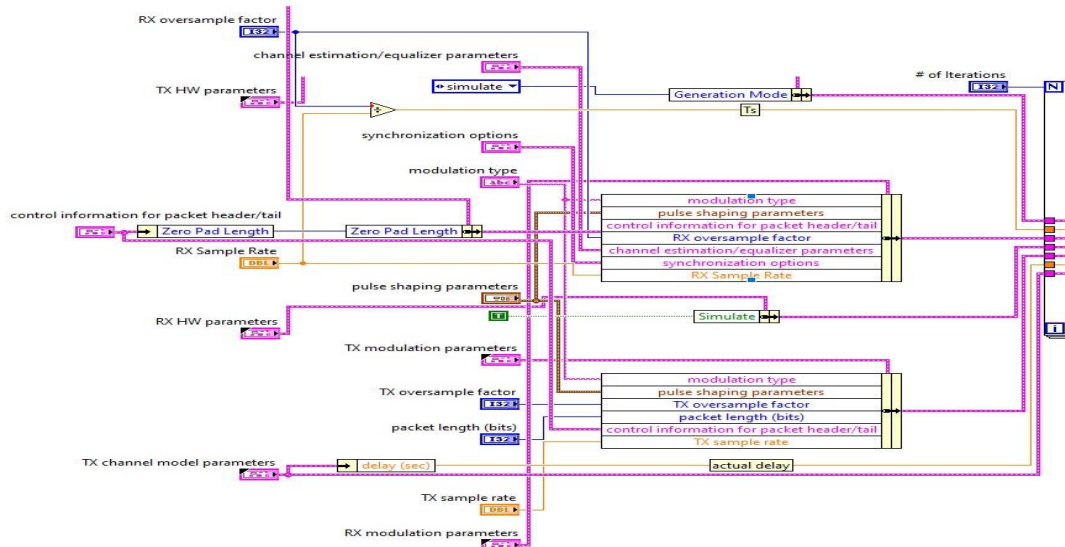 RX oversample factor
I32
channel estimation/equalizer parameters
# of Iterations
I32
N
TX HW parameters
simulate
Generation Mode
Ts
synchronization options
modulation type
abc
modulation type
pulse shaping parameters
control information for packet header/tail
RX oversample factor
channel estimation/equalizer parameters
synchronization options
RX Sample Rate
control information for packet header/tail
Zero Pad Length
Zero Pad Length
RX Sample Rate
DBL
pulse shaping parameters
T
Simulate
RX HW parameters
i
TX modulation parameters
modulation type
pulse shaping parameters
TX oversample factor
packet length (bits)
control information for packet header/tail
TX sample rate
TX oversample factor
I32
packet length (bits)
I32
TX channel model parameters
delay (sec)
actual delay
TX sample rate
DBL
RX modulation parameters